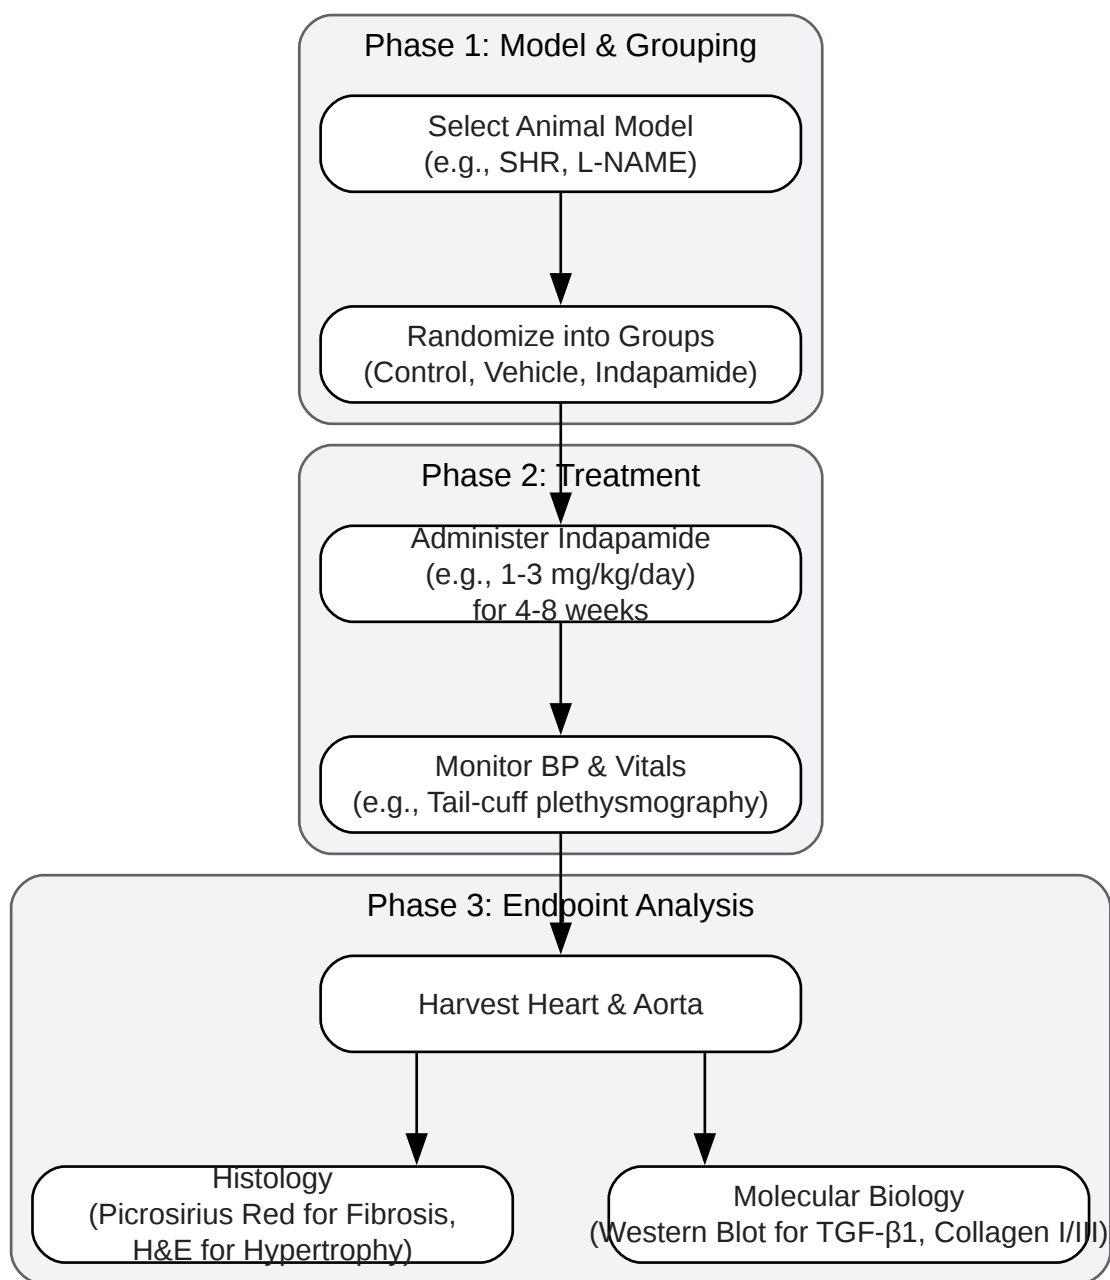 Phase 1: Model & Grouping
Select Animal Model
(e.g., SHR, L-NAME)
Randomize into Groups
(Control, Vehicle, Indapamide)
Phase 2: Treatment
Administer Indapamide
(e.g., 1-3 mg/kg/day)
for 4-8 weeks
Monitor BP & Vitals
(e.g., Tail-cuff plethysmography)
Phase 3: Endpoint Analysis
Harvest Heart & Aorta
Histology
(Picrosirius Red for Fibrosis,
H&E for Hypertrophy)
Molecular Biology
(Western Blot for TGF-β1, Collagen I/III)